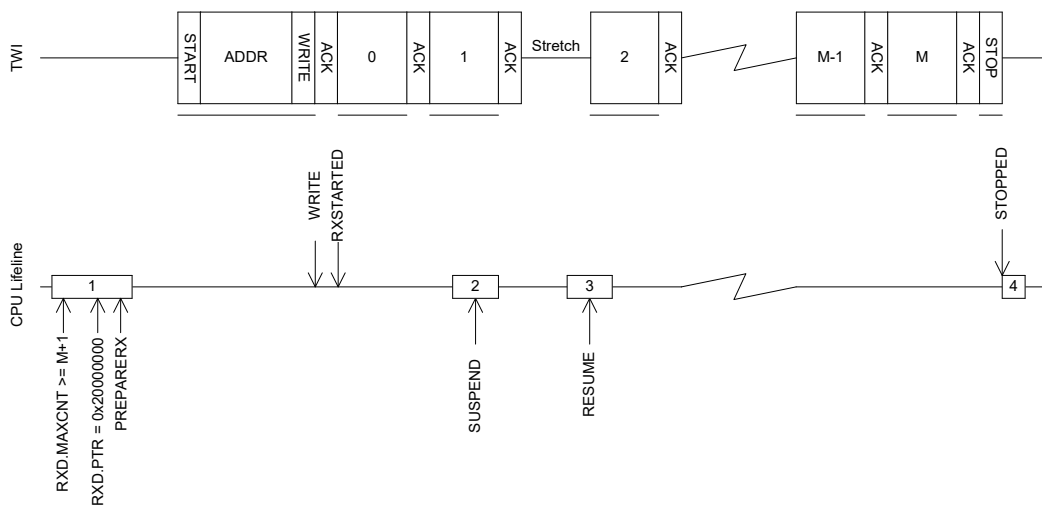 TWI
START
ADDR
WRITE
ACK
0
ACK
1
ACK
Stretch
2
ACK
M-1
ACK
M
ACK
STOP
WRITE
RXSTARTED
STOPPED
CPU Lifeline
1
2
3
4
RXD.MAXCNT >= M+1
RXD.PTR = 0x20000000
PREPARERX
SUSPEND
RESUME